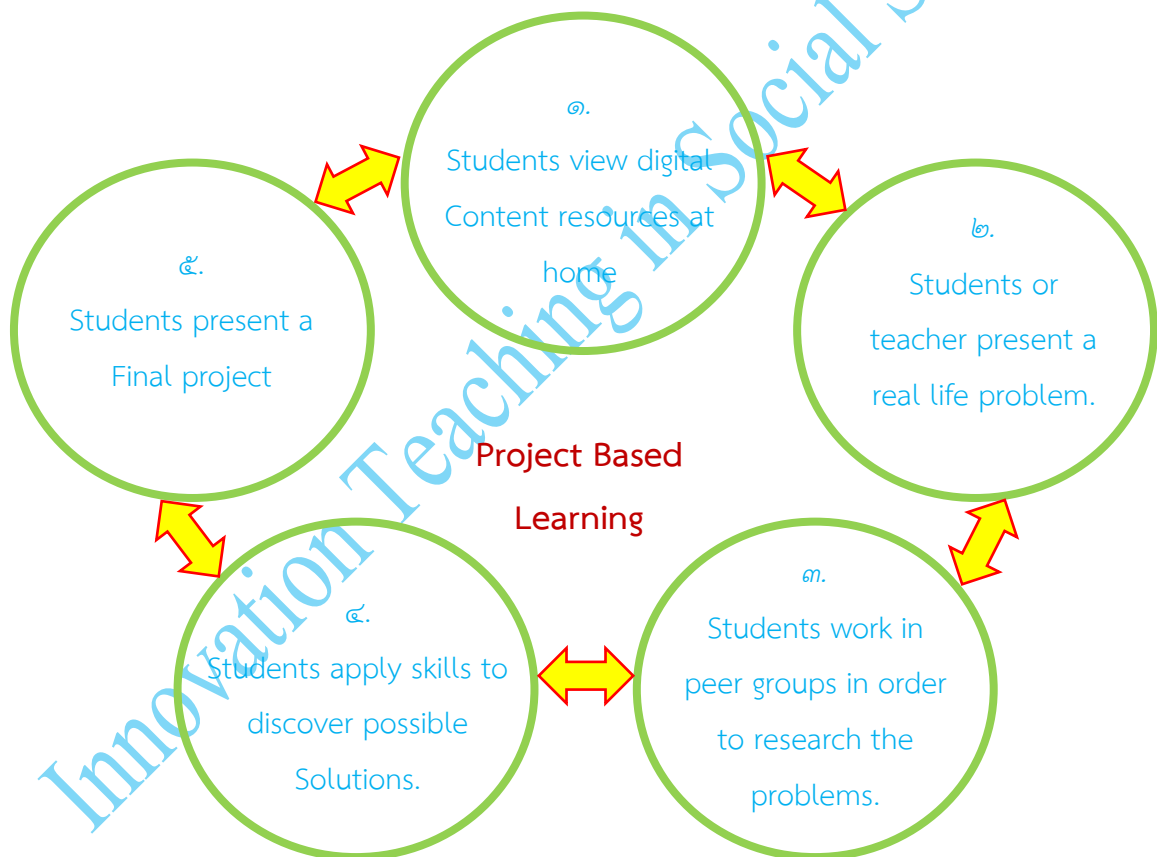 ๑.
Students view digital
Content resources at
home
๒.
Students or
teacher present a
real life problem.
๓.
Students work in
peer groups in order
to research the
problems.
๔.
Students apply skills to
discover possible
Solutions.
๕.
Students present a
Final project
Project Based
Learning
Innovation Teaching in Social S